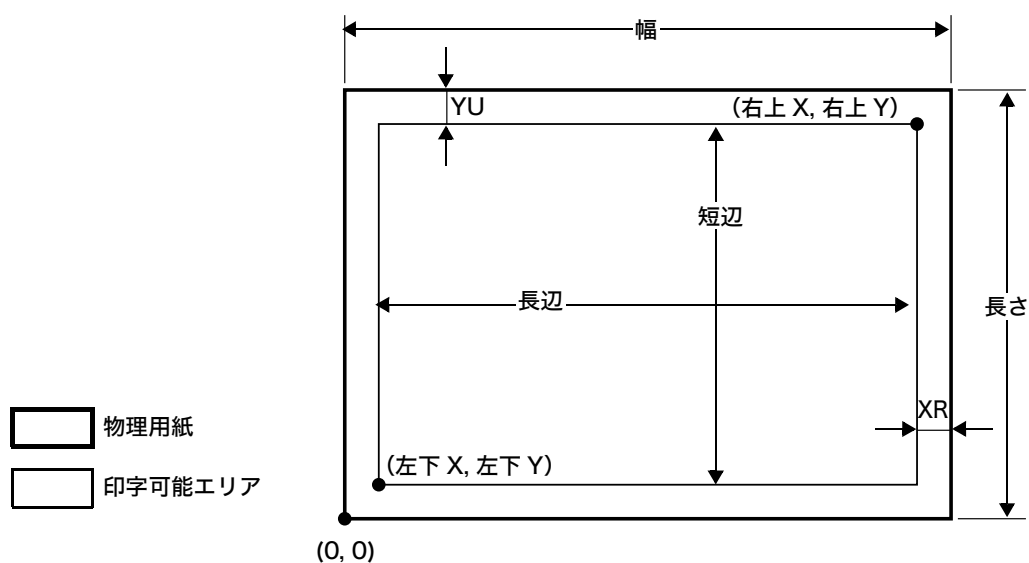 幅
YU
(右上 X, 右上 Y)
短辺
長辺
長さ
XR
物理用紙
(左下 X, 左下 Y)
印字可能エリア
(0, 0)